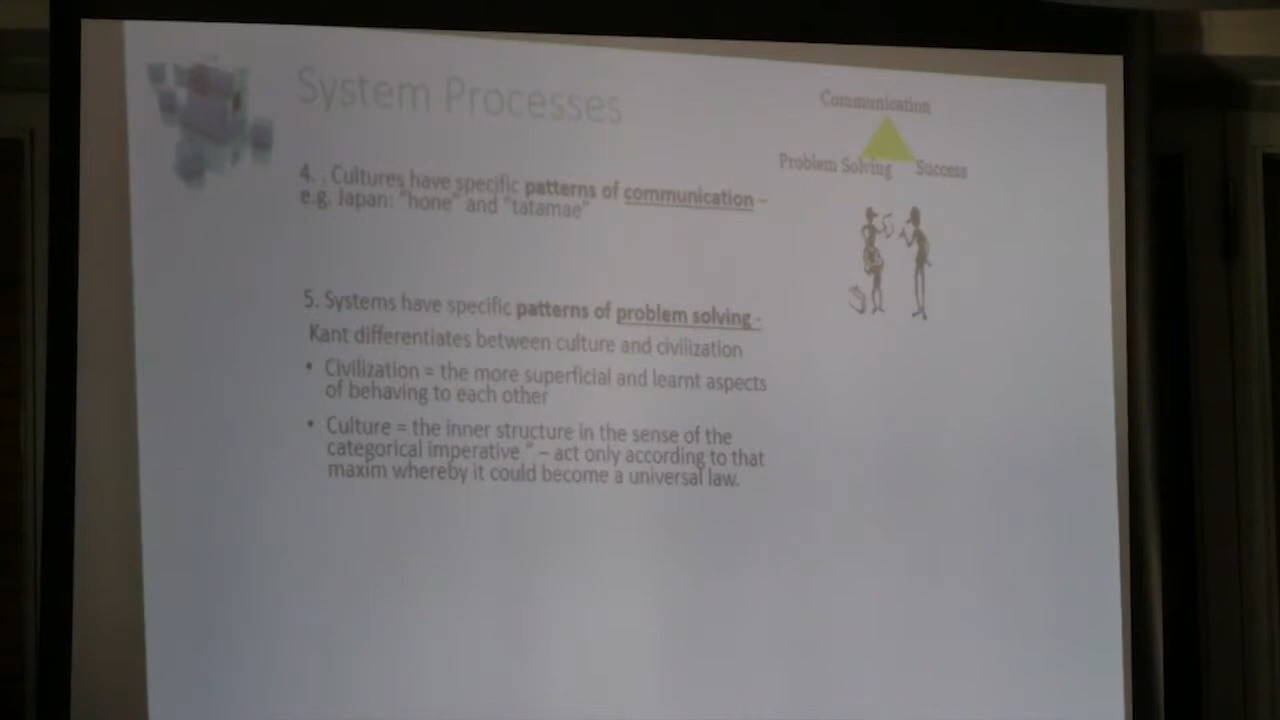 System Processes
Communication
Problem Solving
Success
4. . Cultures have specific patterns of communication –
e.g. Japan: "hone" and "tatamae"
5. Systems have specific patterns of problem solving -
Kant differentiates between culture and civilization
• Civilization = the more superficial and learnt aspects
of behaving to each other
• Culture = the inner structure in the sense of the
categorical imperative " – act only according to that
maxim whereby it could become a universal law.